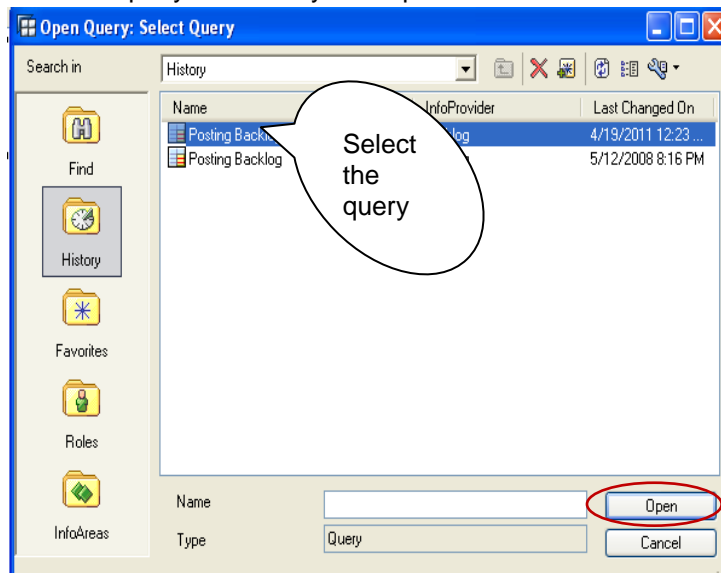 Open Query: Select Query
Search in
History
Name
InfoProvider
Last Changed On
Posting Backlog
4/19/2011 12:23 ...
Posting Backlog
5/12/2008 8:16 PM
Select
the
query
Find
History
Favorites
Roles
InfoAreas
Name
Open
Type
Query
Cancel